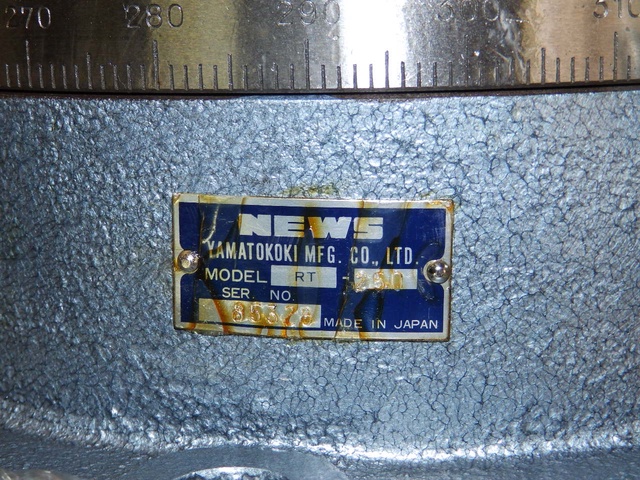 270 280 290 300 310
NEWS
YAMATOKOKI MFG. CO., LTD.
MODEL RT -
SER. NO.
MADE IN JAPAN